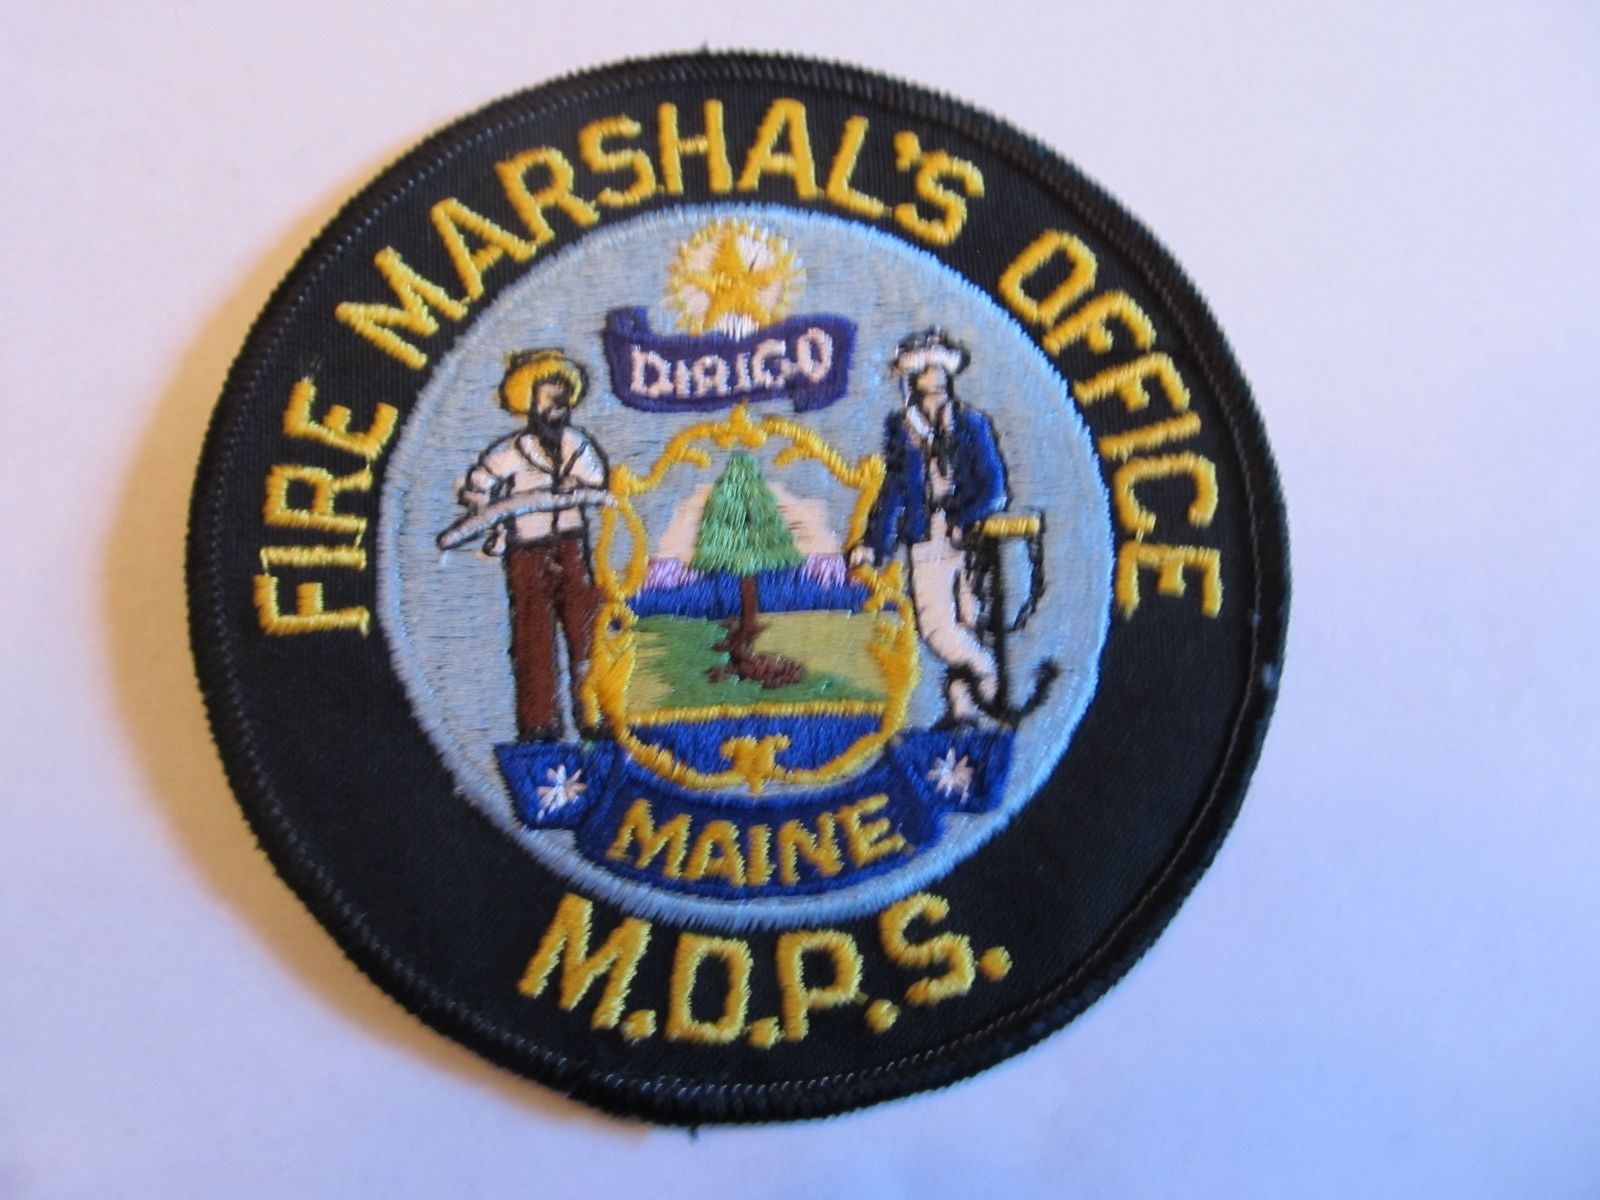 FIRE MARSHAL'S OFFICE
DIRIGO
MAINE
M.D.P.S.